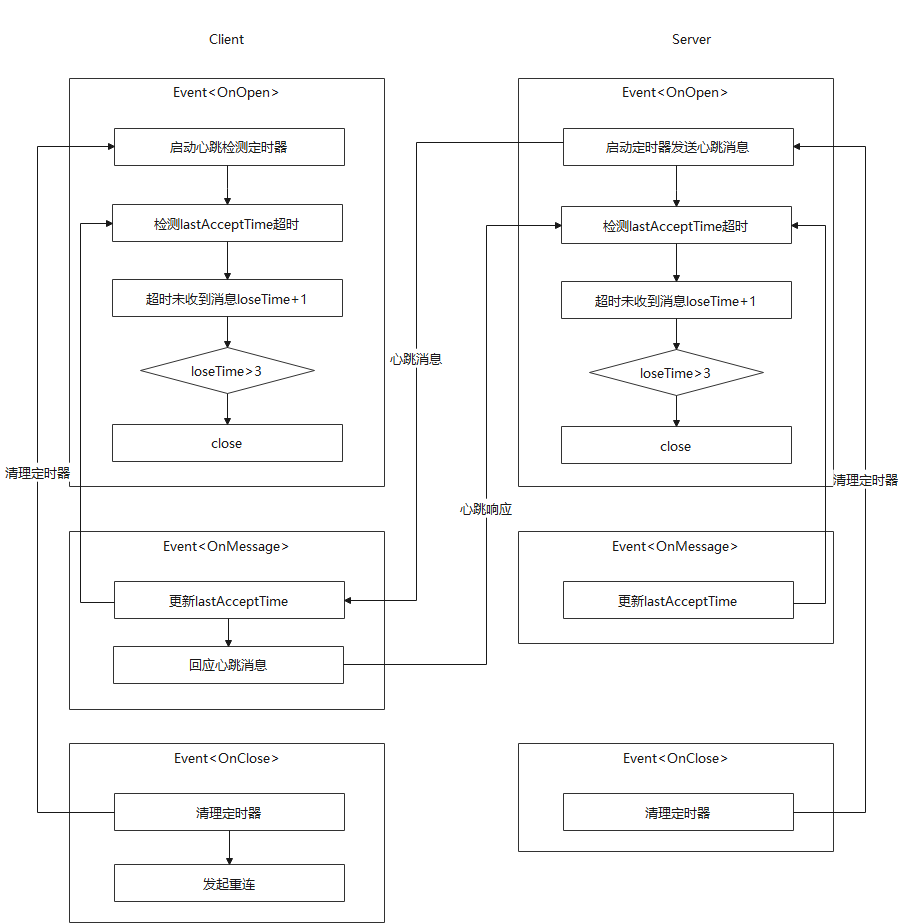 Client
Server
Event<OnOpen>
启动心跳检测定时器
检测lastAcceptTime超时
超时未收到消息loseTime+1
loseTime>3
close
清理定时器
Event<OnOpen>
启动定时器发送心跳消息
检测lastAcceptTime超时
超时未收到消息loseTime+1
loseTime>3
close
清理定时器
心跳消息
心跳响应
Event<OnMessage>
更新lastAcceptTime
回应心跳消息
Event<OnMessage>
更新lastAcceptTime
Event<OnClose>
清理定时器
发起重连
Event<OnClose>
清理定时器